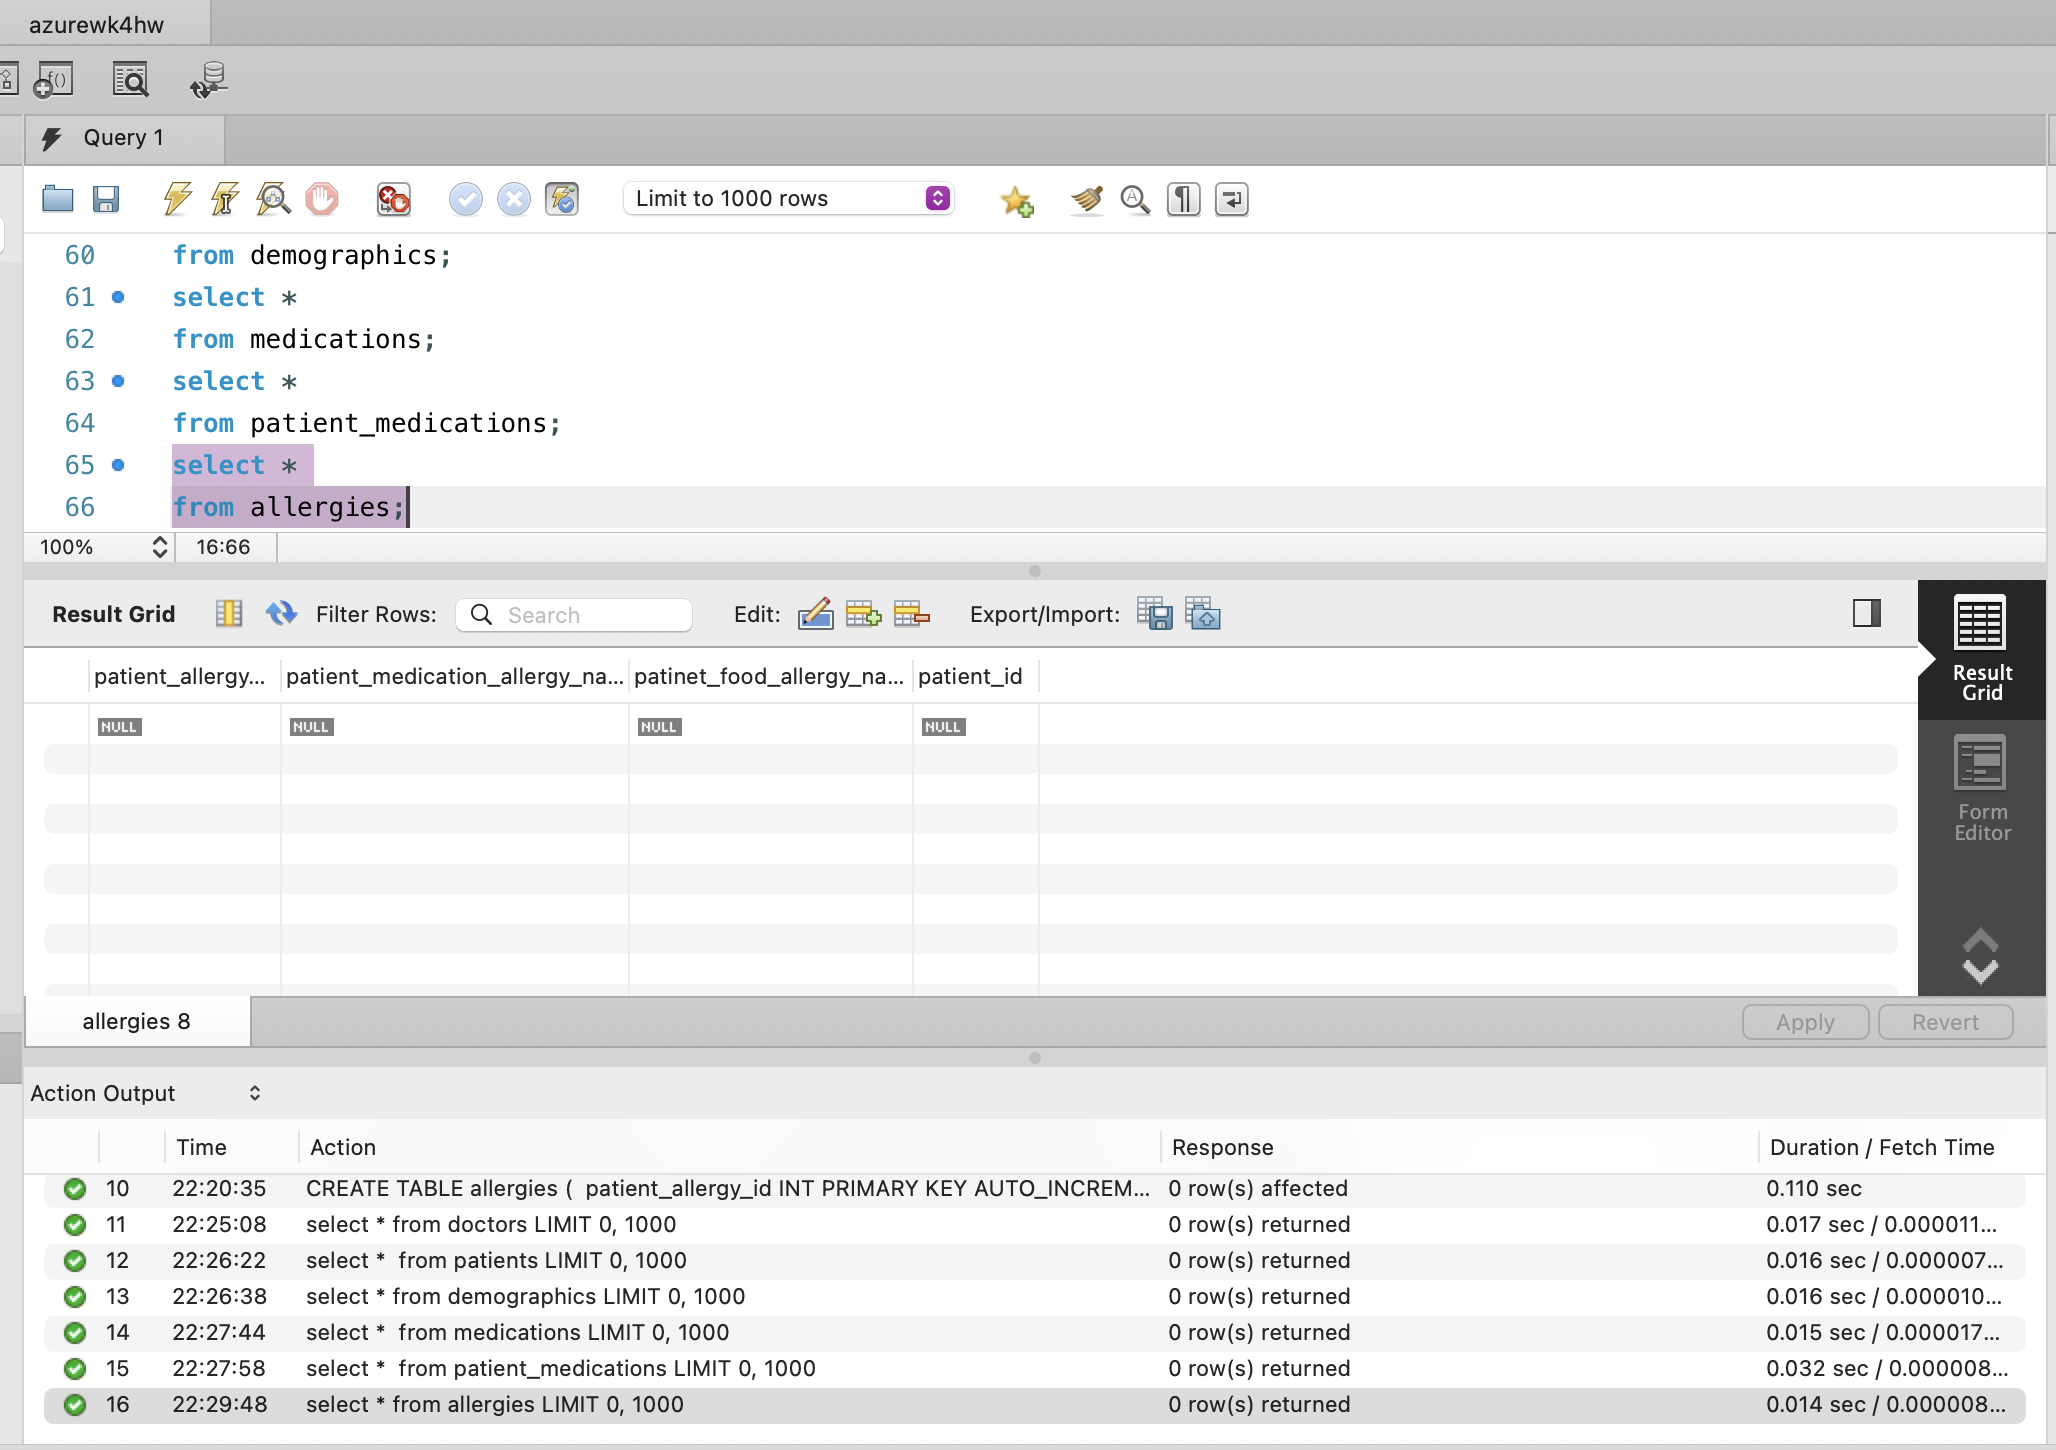 azurewk4hw
f()
Query 1
Limit to 1000 rows
60 from demographics;
61 select *
62 from medications;
63 select *
64 from patient_medications;
65 select *
66 from allergies;
100% 16:66
Result Grid Filter Rows: Search Edit: Export/Import:
Result
Grid
patient_allergy... patient_medication_allergy_na... patinet_food_allergy_na... patient_id
NULL NULL NULL NULL
Form
Editor
allergies 8 Apply Revert
Action Output
Time Action Response Duration / Fetch Time
10 22:20:35 CREATE TABLE allergies ( patient_allergy_id INT PRIMARY KEY AUTO_INCREM... 0 row(s) affected 0.110 sec
11 22:25:08 select * from doctors LIMIT 0, 1000 0 row(s) returned 0.017 sec / 0.000011...
12 22:26:22 select * from patients LIMIT 0, 1000 0 row(s) returned 0.016 sec / 0.000007...
13 22:26:38 select * from demographics LIMIT 0, 1000 0 row(s) returned 0.016 sec / 0.000010...
14 22:27:44 select * from medications LIMIT 0, 1000 0 row(s) returned 0.015 sec / 0.000017...
15 22:27:58 select * from patient_medications LIMIT 0, 1000 0 row(s) returned 0.032 sec / 0.000008...
16 22:29:48 select * from allergies LIMIT 0, 1000 0 row(s) returned 0.014 sec / 0.000008...